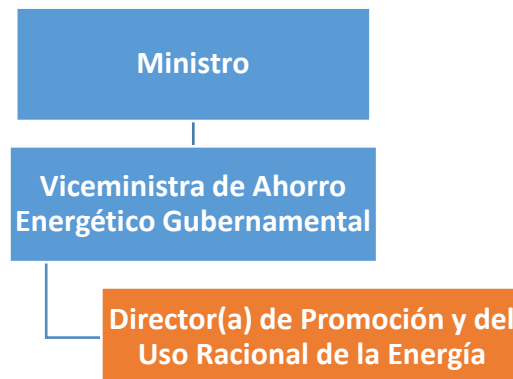 Ministro
Viceministra de Ahorro
Energético Gubernamental
Director(a) de Promoción y del
Uso Racional de la Energía